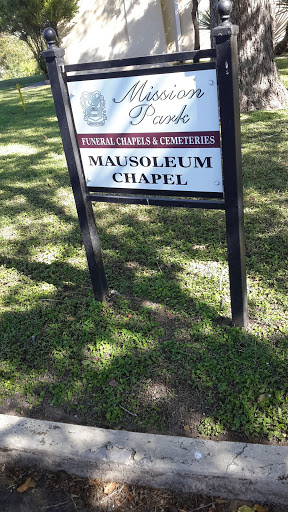 Mission
Park
FUNERAL CHAPELS & CEMETERIES
MAUSOLEUM
CHAPEL